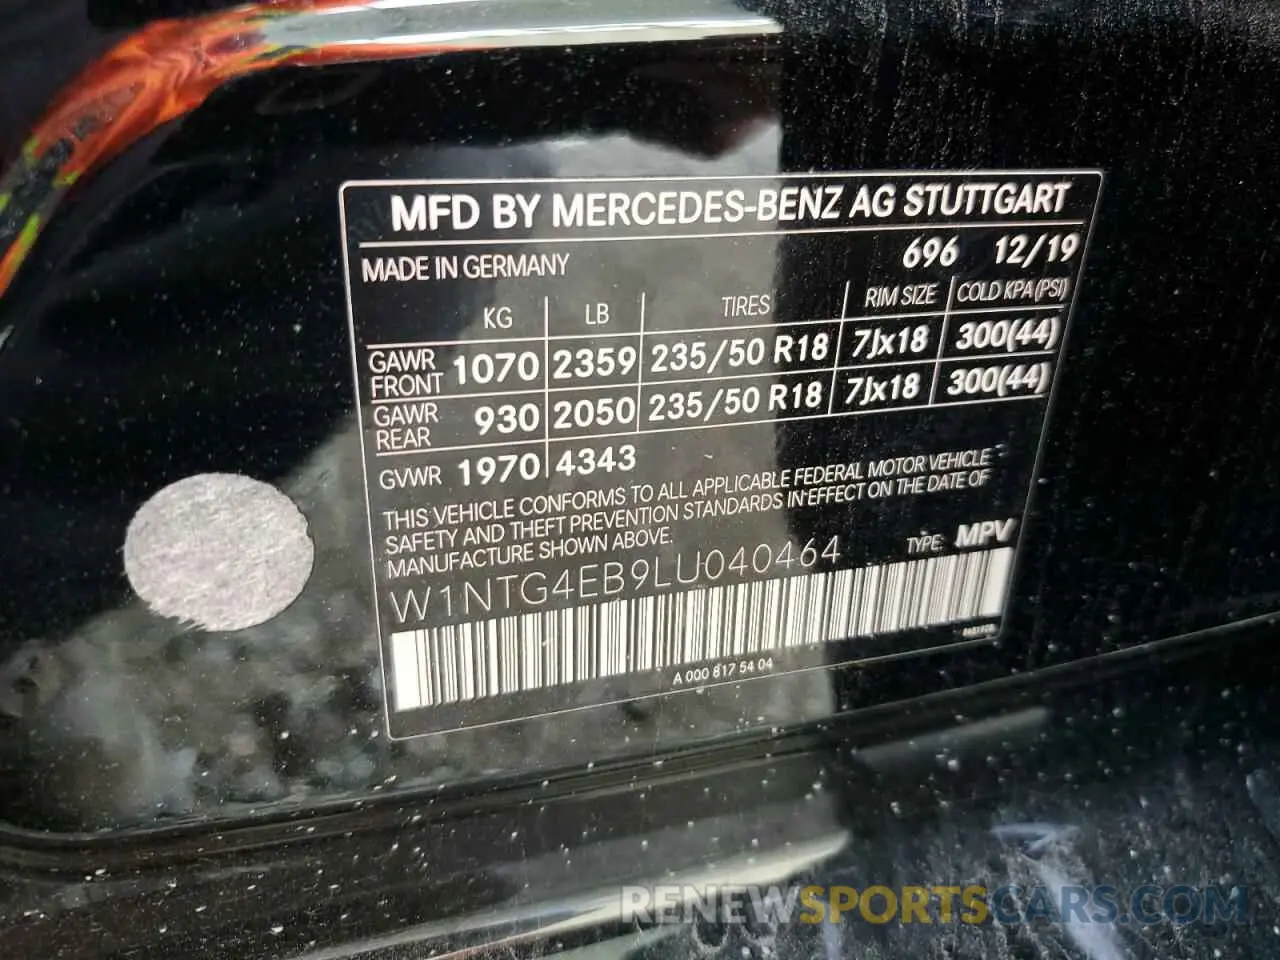 MFD BY MERCEDES-BENZ AG STUTTGART
MADE IN GERMANY 696 12/19
KG LB TIRES RIM SIZE COLD KPA(PSI)
GAWR FRONT 1070 2359 235/50 R18 7Jx18 300(44)
GAWR REAR 930 2050 235/50 R18 7Jx18 300(44)
GVWR 1970 4343
THIS VEHICLE CONFORMS TO ALL APPLICABLE FEDERAL MOTOR VEHICLE
SAFETY AND THEFT PREVENTION STANDARDS IN EFFECT ON THE DATE OF
MANUFACTURE SHOWN ABOVE.
W1NTG4EB9LU040464 TYPE: MPV
A 000 817 54 04
RENEWSPORTSCARS.COM